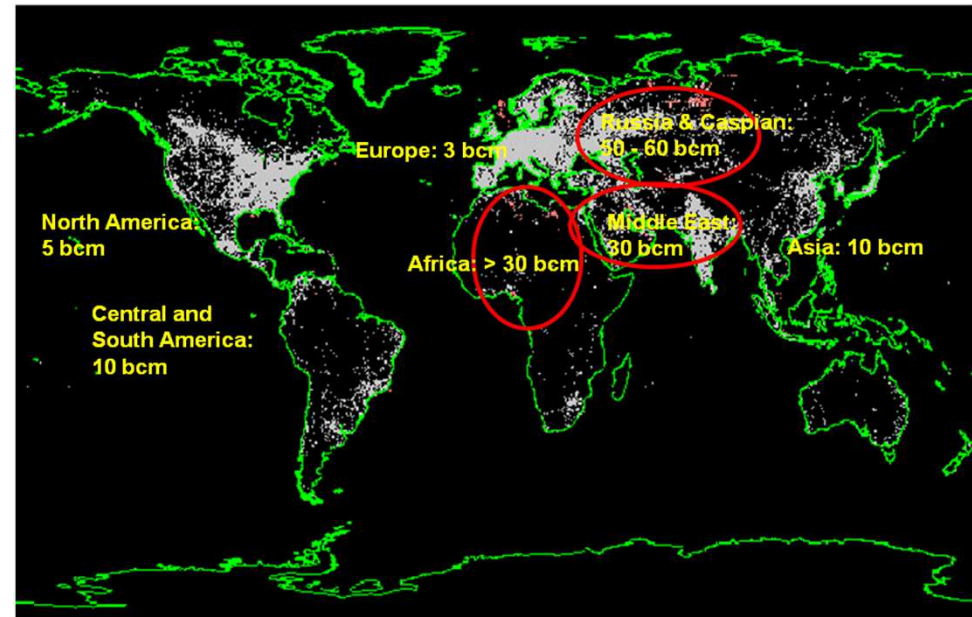 Russia & Caspian:
50 - 60 bcm
Europe: 3 bcm
North America:
5 bcm
Middle East:
30 bcm
Asia: 10 bcm
Africa: > 30 bcm
Central and
South America:
10 bcm